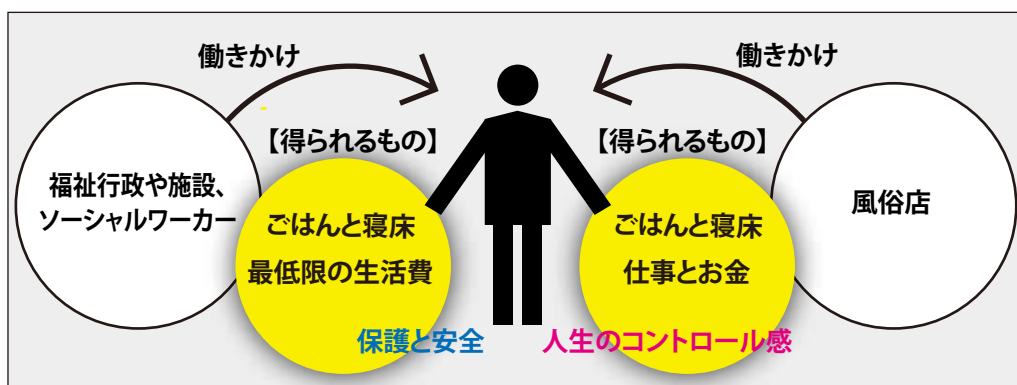 働きかけ
働きかけ
【得られるもの】
【得られるもの】
福祉行政や施設、
ソーシャルワーカー
ごはんと寝床
最低限の生活費
ごはんと寝床
仕事とお金
風俗店
保護と安全
人生のコントロール感